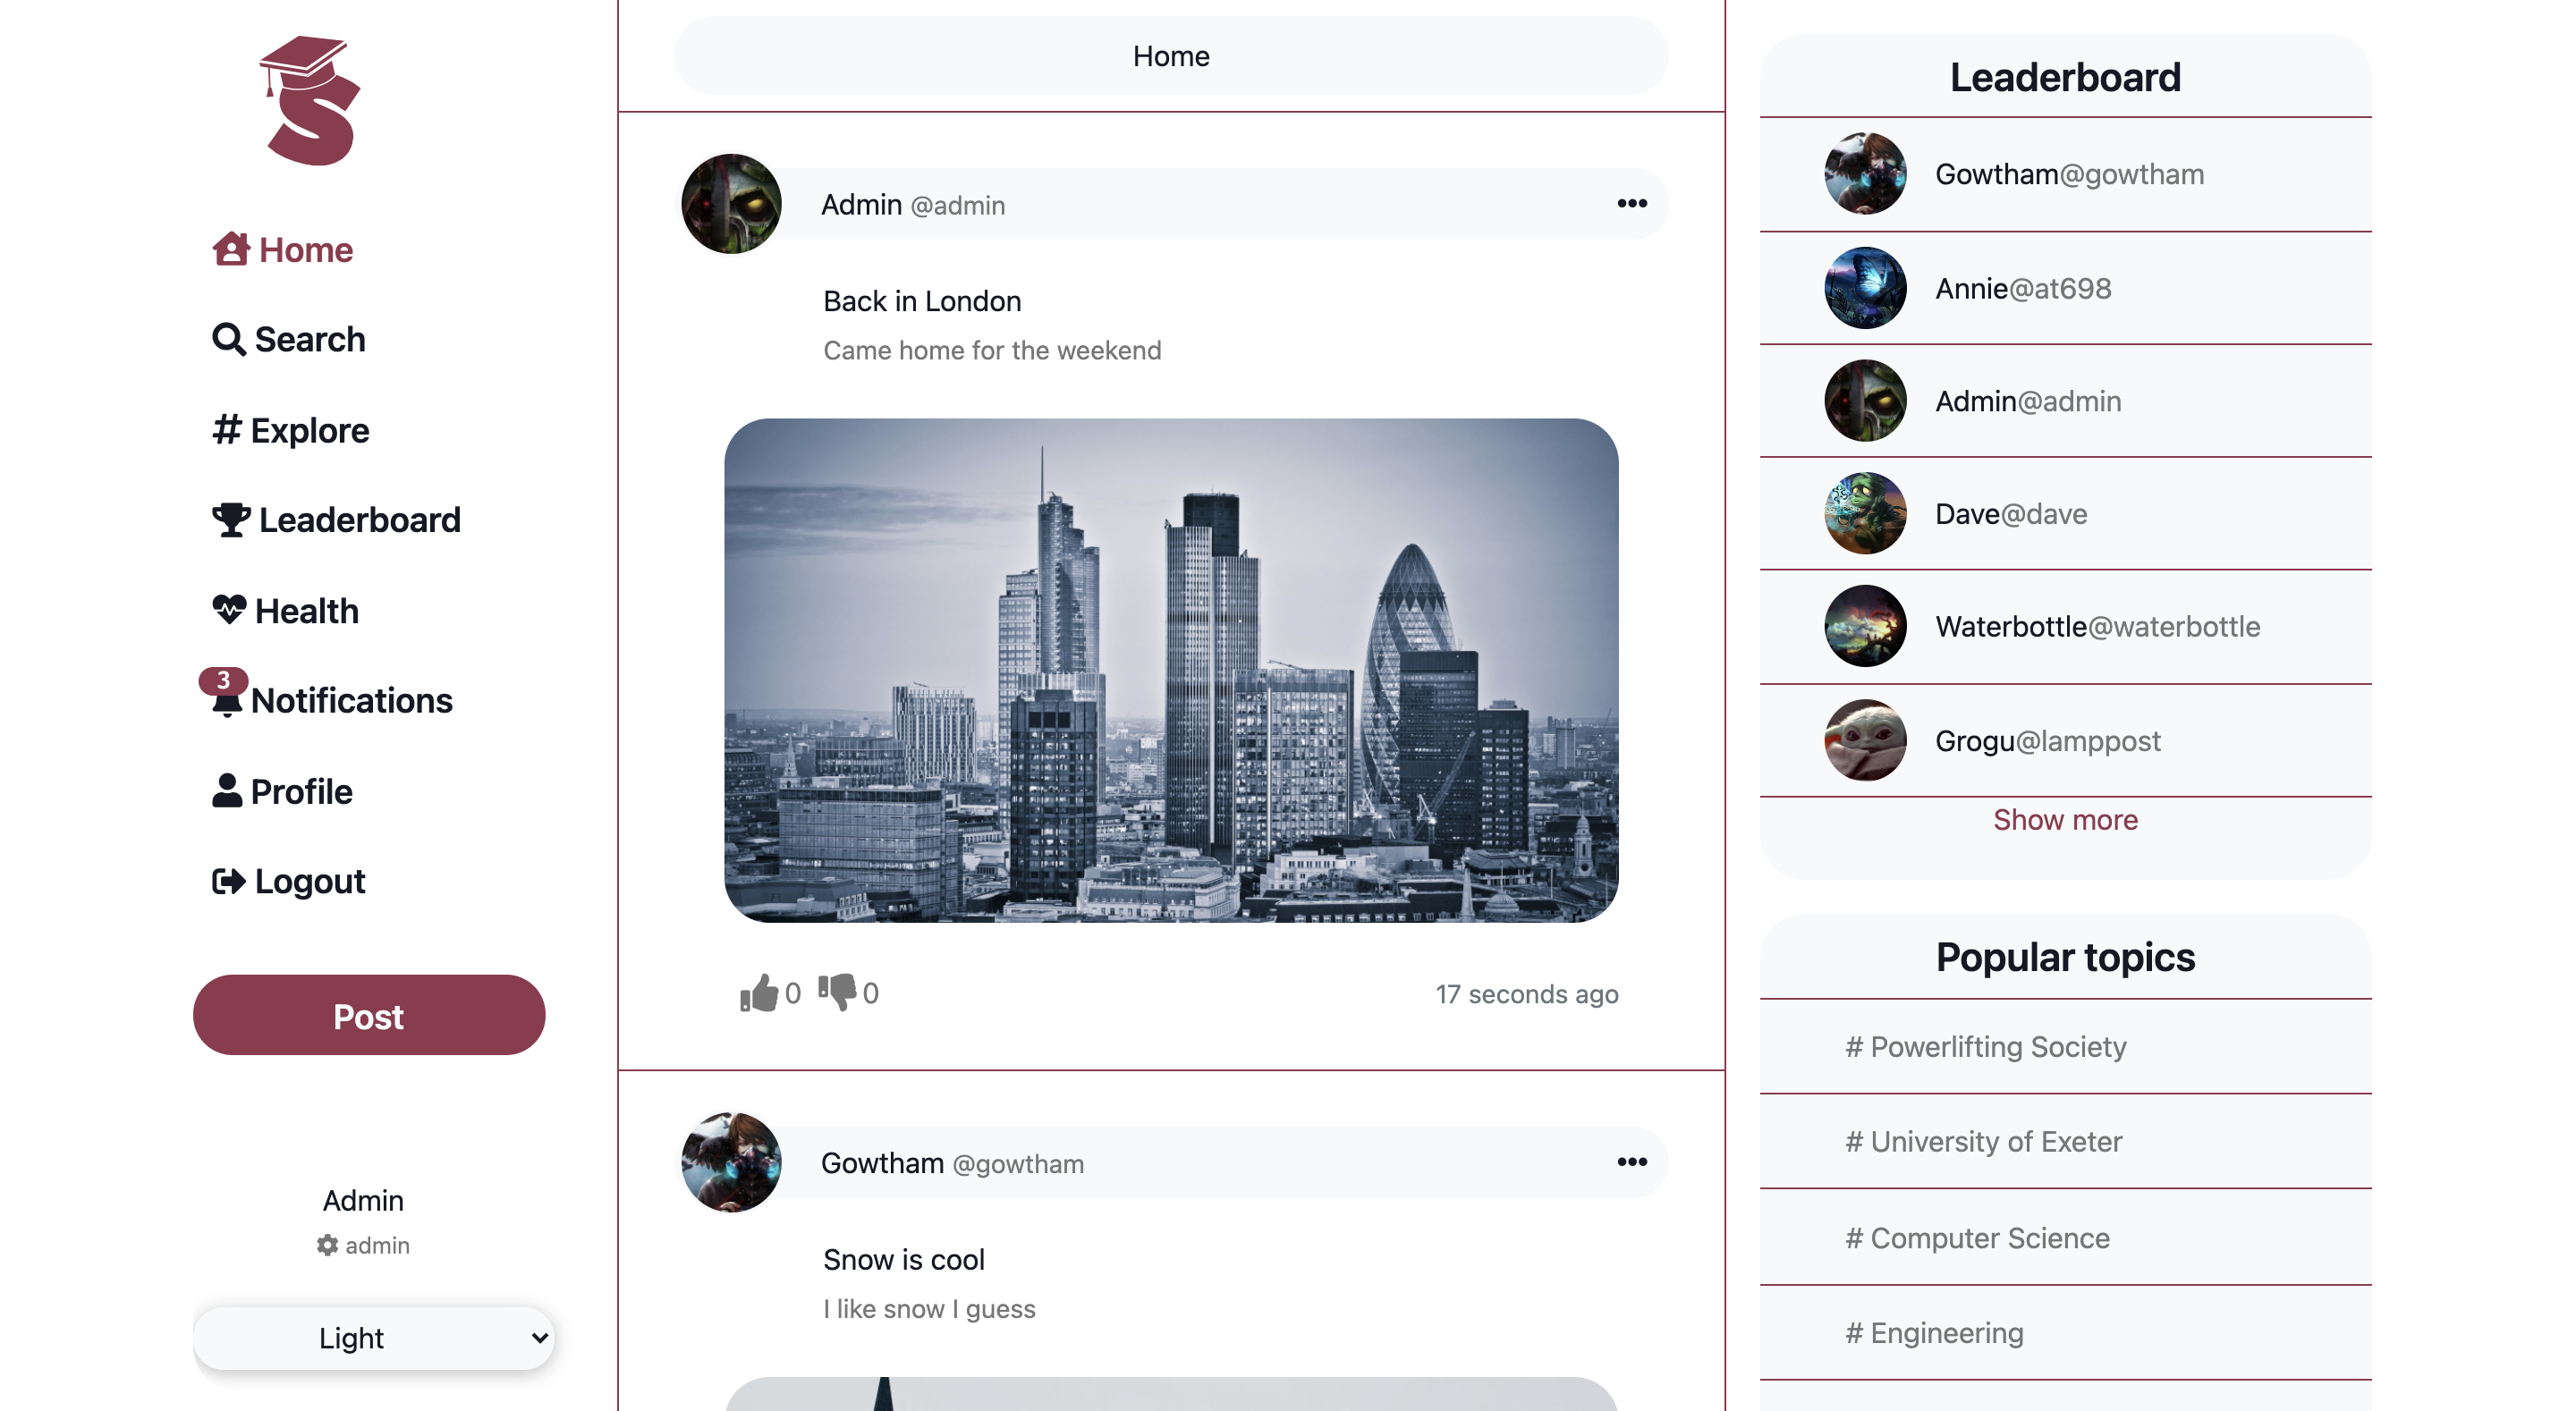 Home
Search
# Explore
Leaderboard
Health
3
Notifications
Profile
Logout
Post
Admin
admin
Light
Home
Admin @admin
Back in London
Came home for the weekend
0 0
17 seconds ago
Gowtham @gowtham
Snow is cool
I like snow I guess
Leaderboard
Gowtham@gowtham
Annie@at698
Admin@admin
Dave@dave
Waterbottle@waterbottle
Grogu@lamppost
Show more
Popular topics
# Powerlifting Society
# University of Exeter
# Computer Science
# Engineering